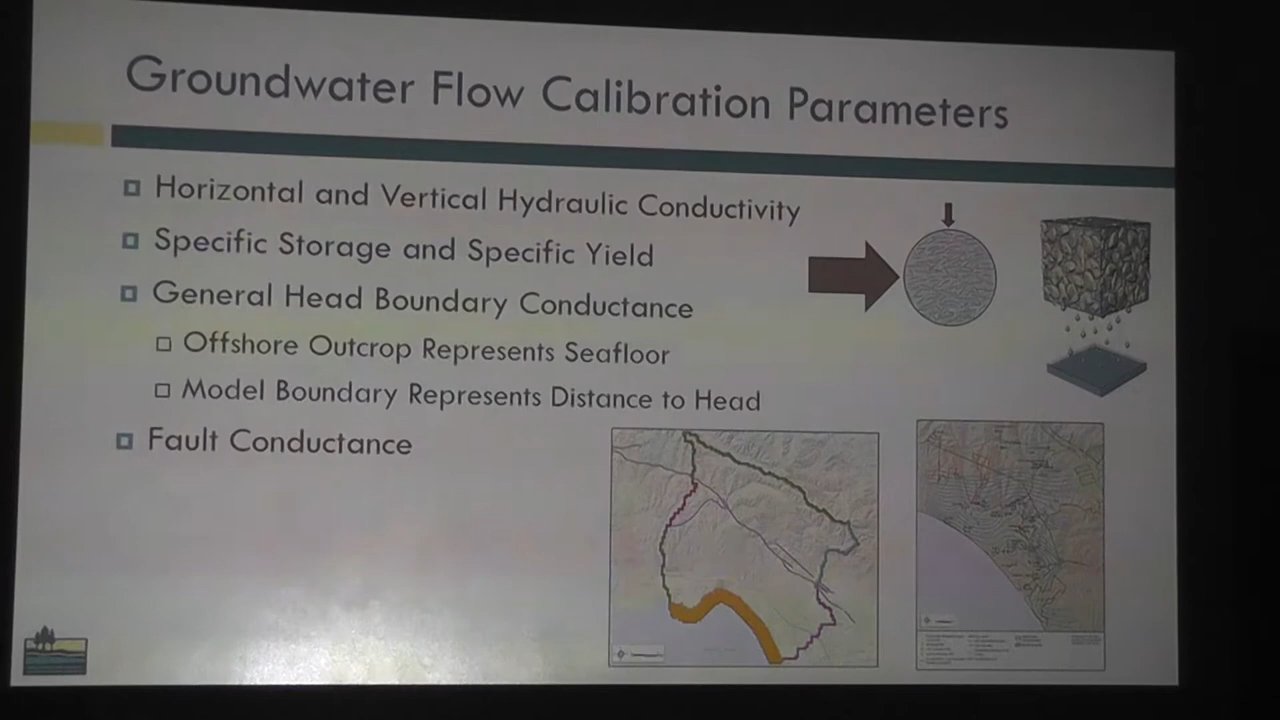 Groundwater Flow Calibration Parameters
Horizontal and Vertical Hydraulic Conductivity
Specific Storage and Specific Yield
General Head Boundary Conductance
Offshore Outcrop Represents Seafloor
Model Boundary Represents Distance to Head
Fault Conductance